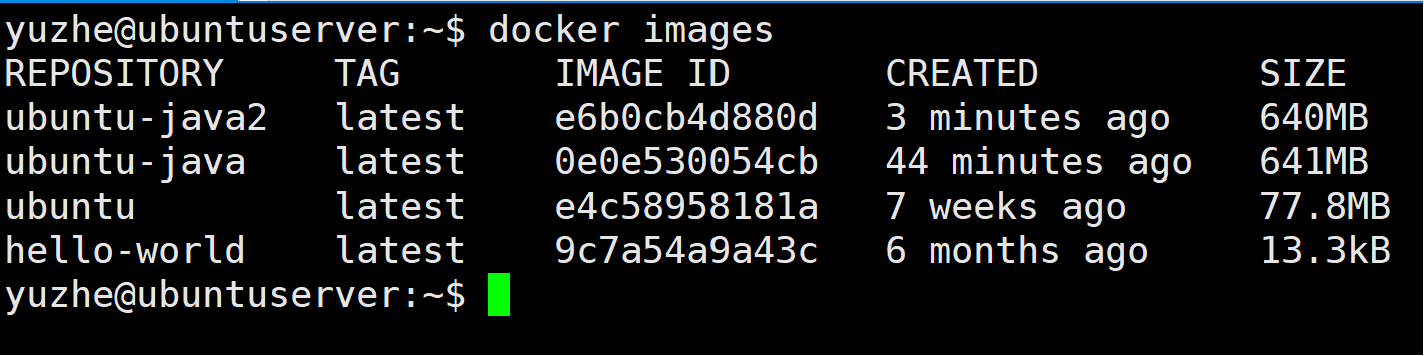 yuzhe@ubuntuserver:~$ docker images
REPOSITORY     TAG       IMAGE ID       CREATED          SIZE
ubuntu-java2   latest    e6b0cb4d880d   3 minutes ago    640MB
ubuntu-java    latest    0e0e530054cb   44 minutes ago   641MB
ubuntu         latest    e4c58958181a   7 weeks ago      77.8MB
hello-world    latest    9c7a54a9a43c   6 months ago     13.3kB
yuzhe@ubuntuserver:~$